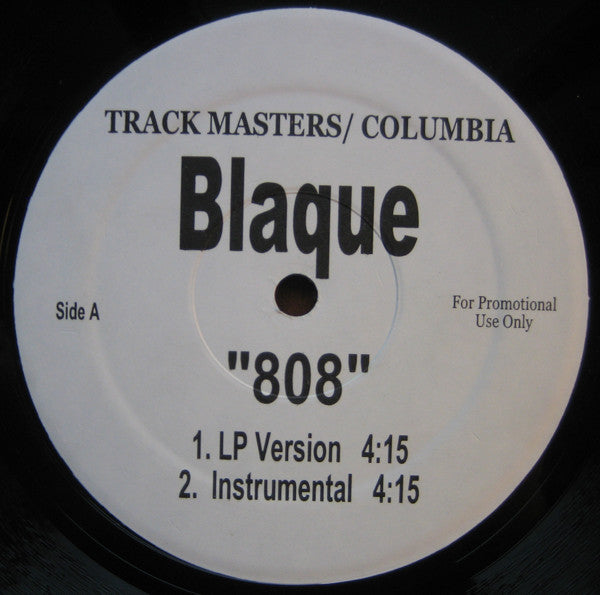 TRACK MASTERS/ COLUMBIA
Blaque
Side A
For Promotional
Use Only
"808"
1. LP Version 4:15
2. Instrumental 4:15